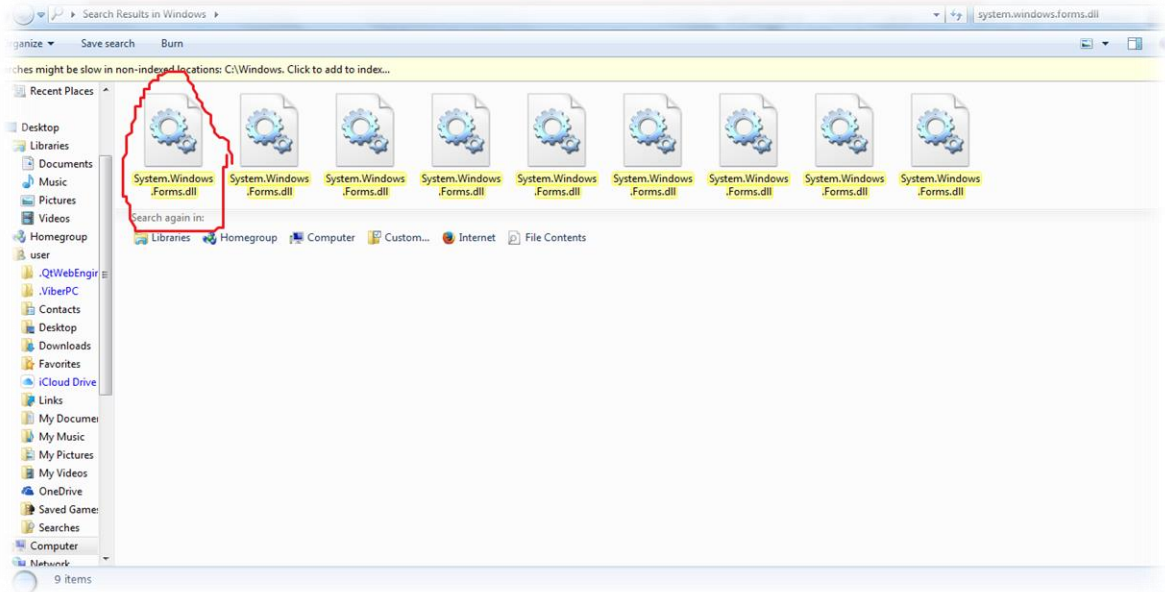 Search Results in Windows
system.windows.forms.dll
rganize Save search Burn
rches might be slow in non-indexed locations: C:\Windows. Click to add to index...
Recent Places
Desktop
Libraries
Documents
Music
Pictures
Videos
Homegroup
user
.QtWebEngin
.ViberPC
Contacts
Desktop
Downloads
Favorites
iCloud Drive
Links
My Documen
My Music
My Pictures
My Videos
OneDrive
Saved Games
Searches
Computer
Network
System.Windows System.Windows System.Windows System.Windows System.Windows System.Windows System.Windows System.Windows System.Windows
.Forms.dll .Forms.dll .Forms.dll .Forms.dll .Forms.dll .Forms.dll .Forms.dll .Forms.dll .Forms.dll
Search again in:
Libraries Homegroup Computer Custom... Internet File Contents
9 items